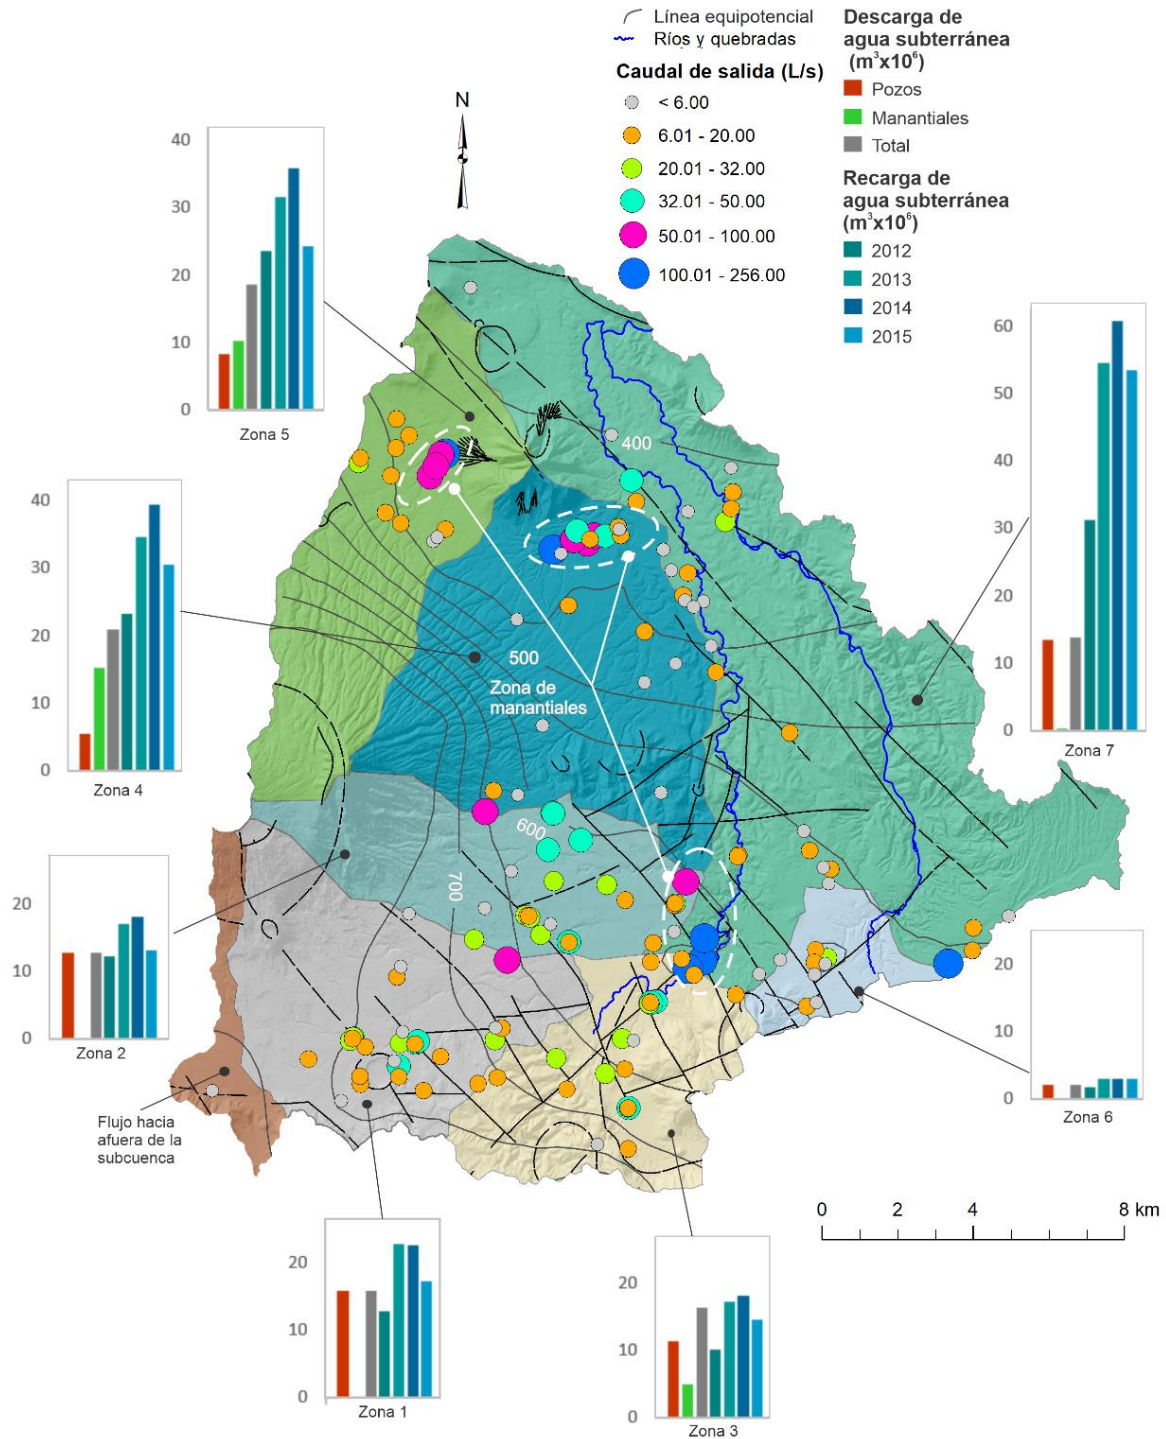 Línea equipotencial
Ríos y quebradas
Caudal de salida (L/s)
< 6.00
6.01 - 20.00
20.01 - 32.00
32.01 - 50.00
50.01 - 100.00
100.01 - 256.00
Descarga de
agua subterránea
(m³x10⁶)
Pozos
Manantiales
Total
Recarga de
agua subterránea
(m³x10⁶)
2012
2013
2014
2015
N
40
30
20
10
0
Zona 5
40
30
20
10
0
Zona 4
20
10
0
Zona 2
60
50
40
30
20
10
0
Zona 7
20
10
0
Zona 6
400
500
Zona de
manantiales
600
700
Flujo hacia
afuera de la
subcuenca
20
10
0
Zona 1
20
10
0
Zona 3
0 2 4 8 km